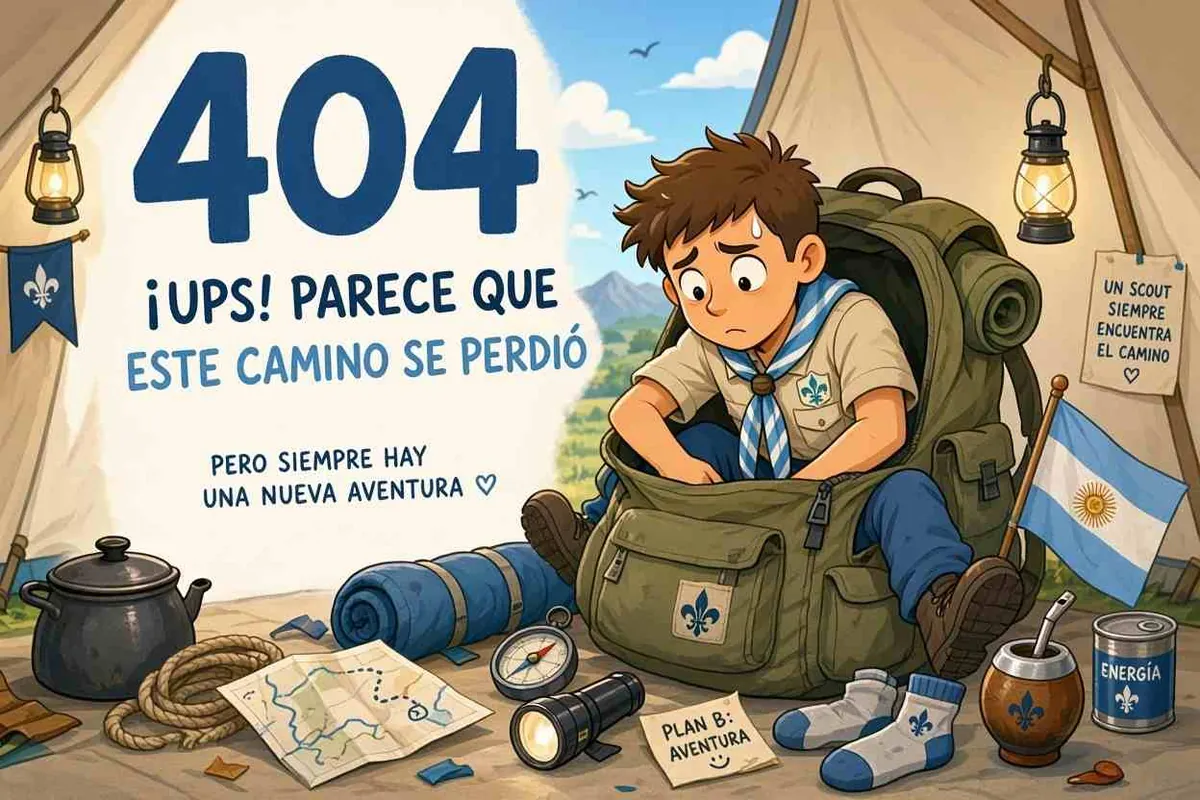 404
¡UPS! PARECE QUE
ESTE CAMINO SE PERDIÓ
PERO SIEMPRE HAY
UNA NUEVA AVENTURA
UN SCOUT
SIEMPRE
ENCUENTRA
EL CAMINO
PLAN B:
AVENTURA
ENERGÍA